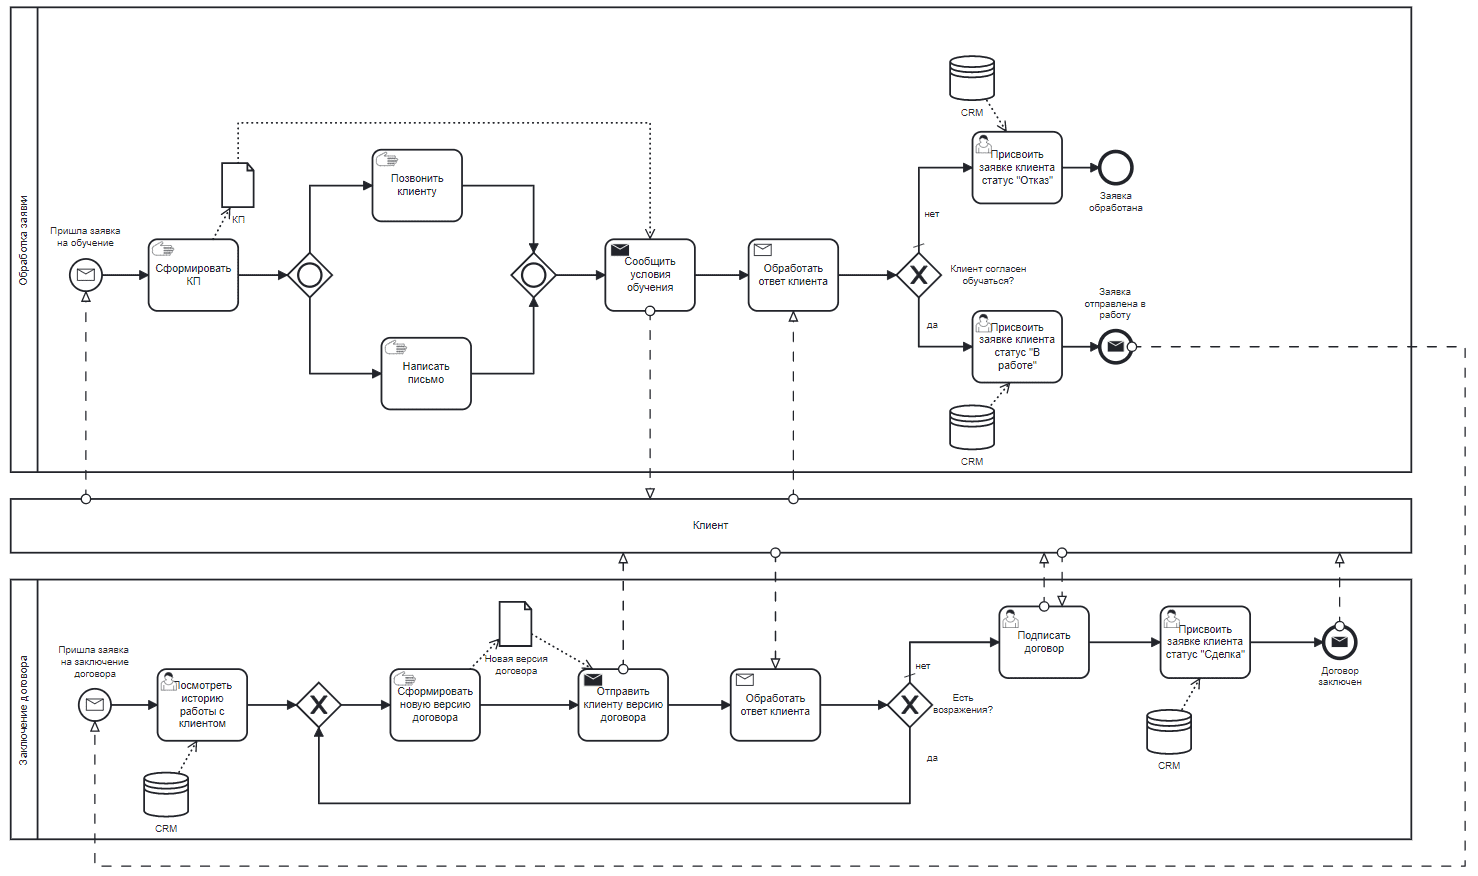 Обработка заявки
Пришла заявка
на обучение
Сформировать
КП
КП
Позвонить
клиенту
Написать
письмо
Сообщить
условия
обучения
Обработать
ответ клиента
Клиент согласен
обучаться?
нет
да
CRM
Присвоить
заявке клиента
статус "Отказ"
Заявка
обработана
Присвоить
заявке клиента
статус "В
работе"
CRM
Заявка
отправлена в
работу
Клиент
Заключение договора
Пришла заявка
на заключение
договора
Посмотреть
историю
работы с
клиентом
CRM
Сформировать
новую версию
договора
Новая версия
договора
Отправить
клиенту версию
договора
Обработать
ответ клиента
Есть
возражения?
нет
да
Подписать
договор
Присвоить
заявке клиента
статус "Сделка"
CRM
Договор
заключен